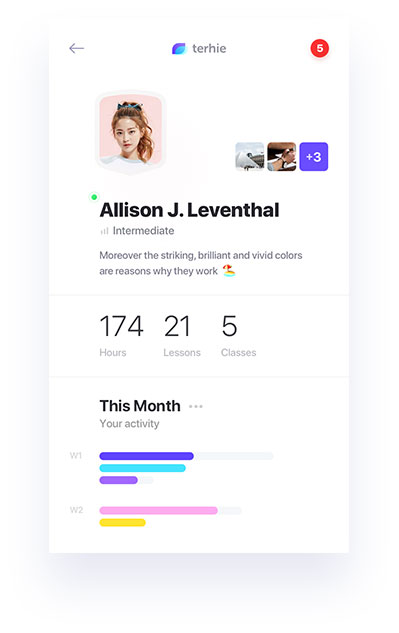 terhie
5
+3
Allison J. Leventhal
Intermediate
Moreover the striking, brilliant and vivid colors
are reasons why they work 🏖️
174 21 5
Hours Lessons Classes
This Month
Your activity
W1
W2